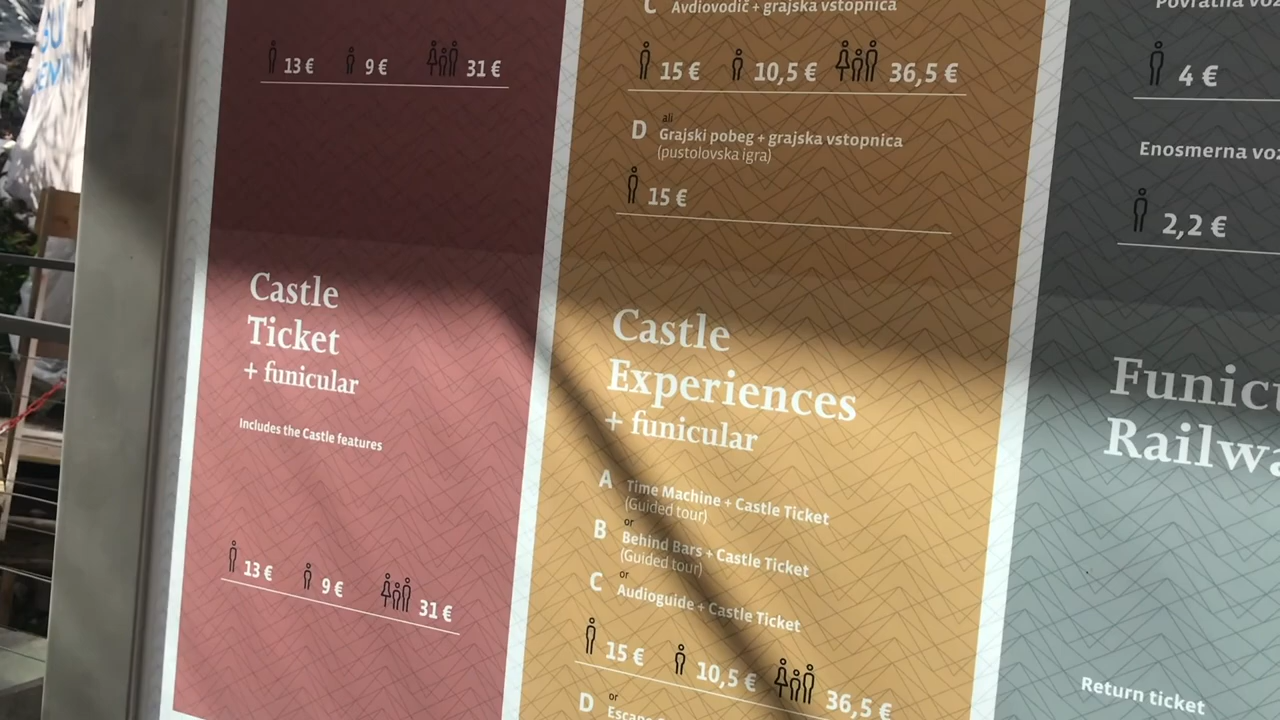 13 € 9 € 31 €
Castle
Ticket
+ funicular
Includes the Castle features
13 € 9 € 31 €
C Avdiovodič + grajska vstopnica
15 € 10,5 € 36,5 €
ali
D Grajski pobeg + grajska vstopnica
(pustolovska igra)
15 €
Castle
Experiences
+ funicular
A Time Machine + Castle Ticket
(Guided tour)
or
B Behind Bars + Castle Ticket
(Guided tour)
or
C Audioguide + Castle Ticket
15 € 10,5 € 36,5 €
or
D
Povratna
4 €
Enosmerna
2,2 €
Return ticket